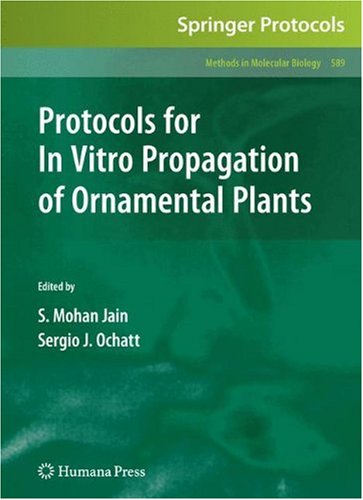 Springer Protocols
Methods in Molecular Biology 589
Protocols for
In Vitro Propagation
of Ornamental Plants
Edited by
S. Mohan Jain
Sergio J. Ochatt
Humana Press